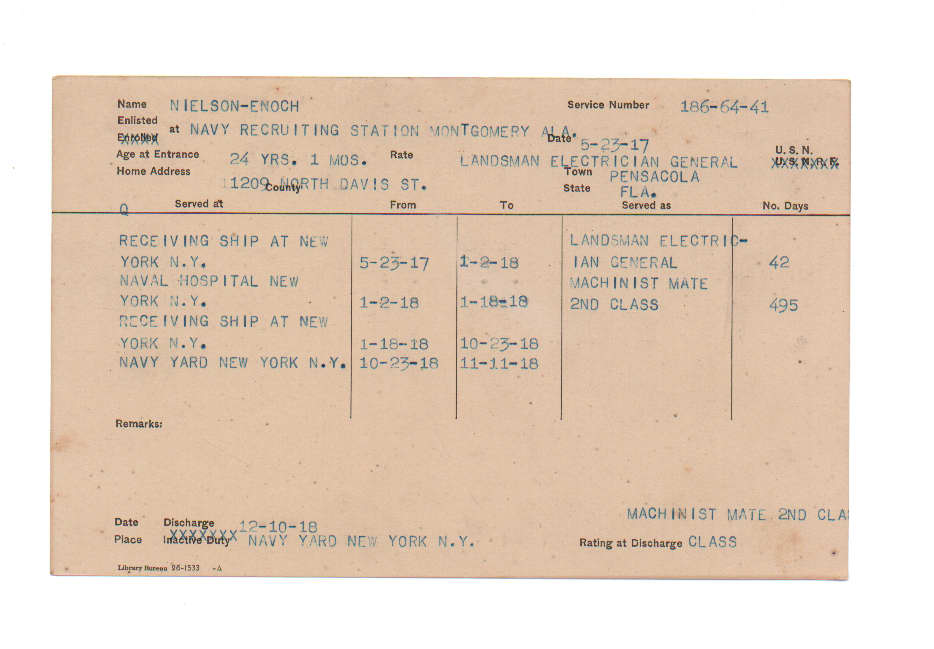 Name NIELSON-ENOCH Service Number 186-64-41
Enlisted
Enrolled at NAVY RECRUITING STATION MONTGOMERY ALA. Date 5-23-17
XXXX
Age at Entrance 24 YRS. 1 MOS. Rate LANDSMAN ELECTRICIAN GENERAL U. S. N.
U. S. N. R. F.
XXXXXXX
Home Address 11209 NORTH DAVIS ST. Town PENSACOLA
County State FLA.
Q Served at From To Served as No. Days
RECEIVING SHIP AT NEW LANDSMAN ELECTRIC-
YORK N.Y. 5-23-17 1-2-18 IAN GENERAL 42
NAVAL HOSPITAL NEW MACHINIST MATE
YORK N.Y. 1-2-18 1-18-18 2ND CLASS 495
RECEIVING SHIP AT NEW
YORK N.Y. 1-18-18 10-23-18
NAVY YARD NEW YORK N.Y. 10-23-18 11-11-18
Remarks:
MACHINIST MATE 2ND CLA
Date Discharge 12-10-18
XXXXXXX
Place Inactive Duty NAVY YARD NEW YORK N.Y. Rating at Discharge CLASS
Library Bureau 26-1533 -A